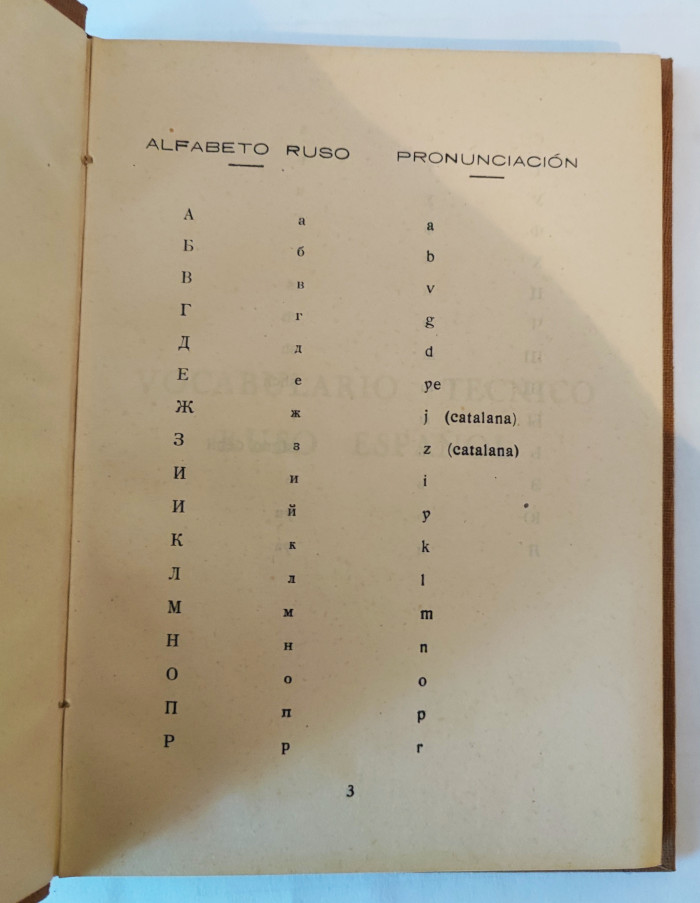 ALFABETO RUSO PRONUNCIACIÓN
А а a
Б б b
В в v
Г г g
Д д d
Е е ye
Ж ж j (catalana)
З з z (catalana)
И и i
И й y
К к k
Л л l
М м m
Н н n
О о o
П п p
Р р r
3